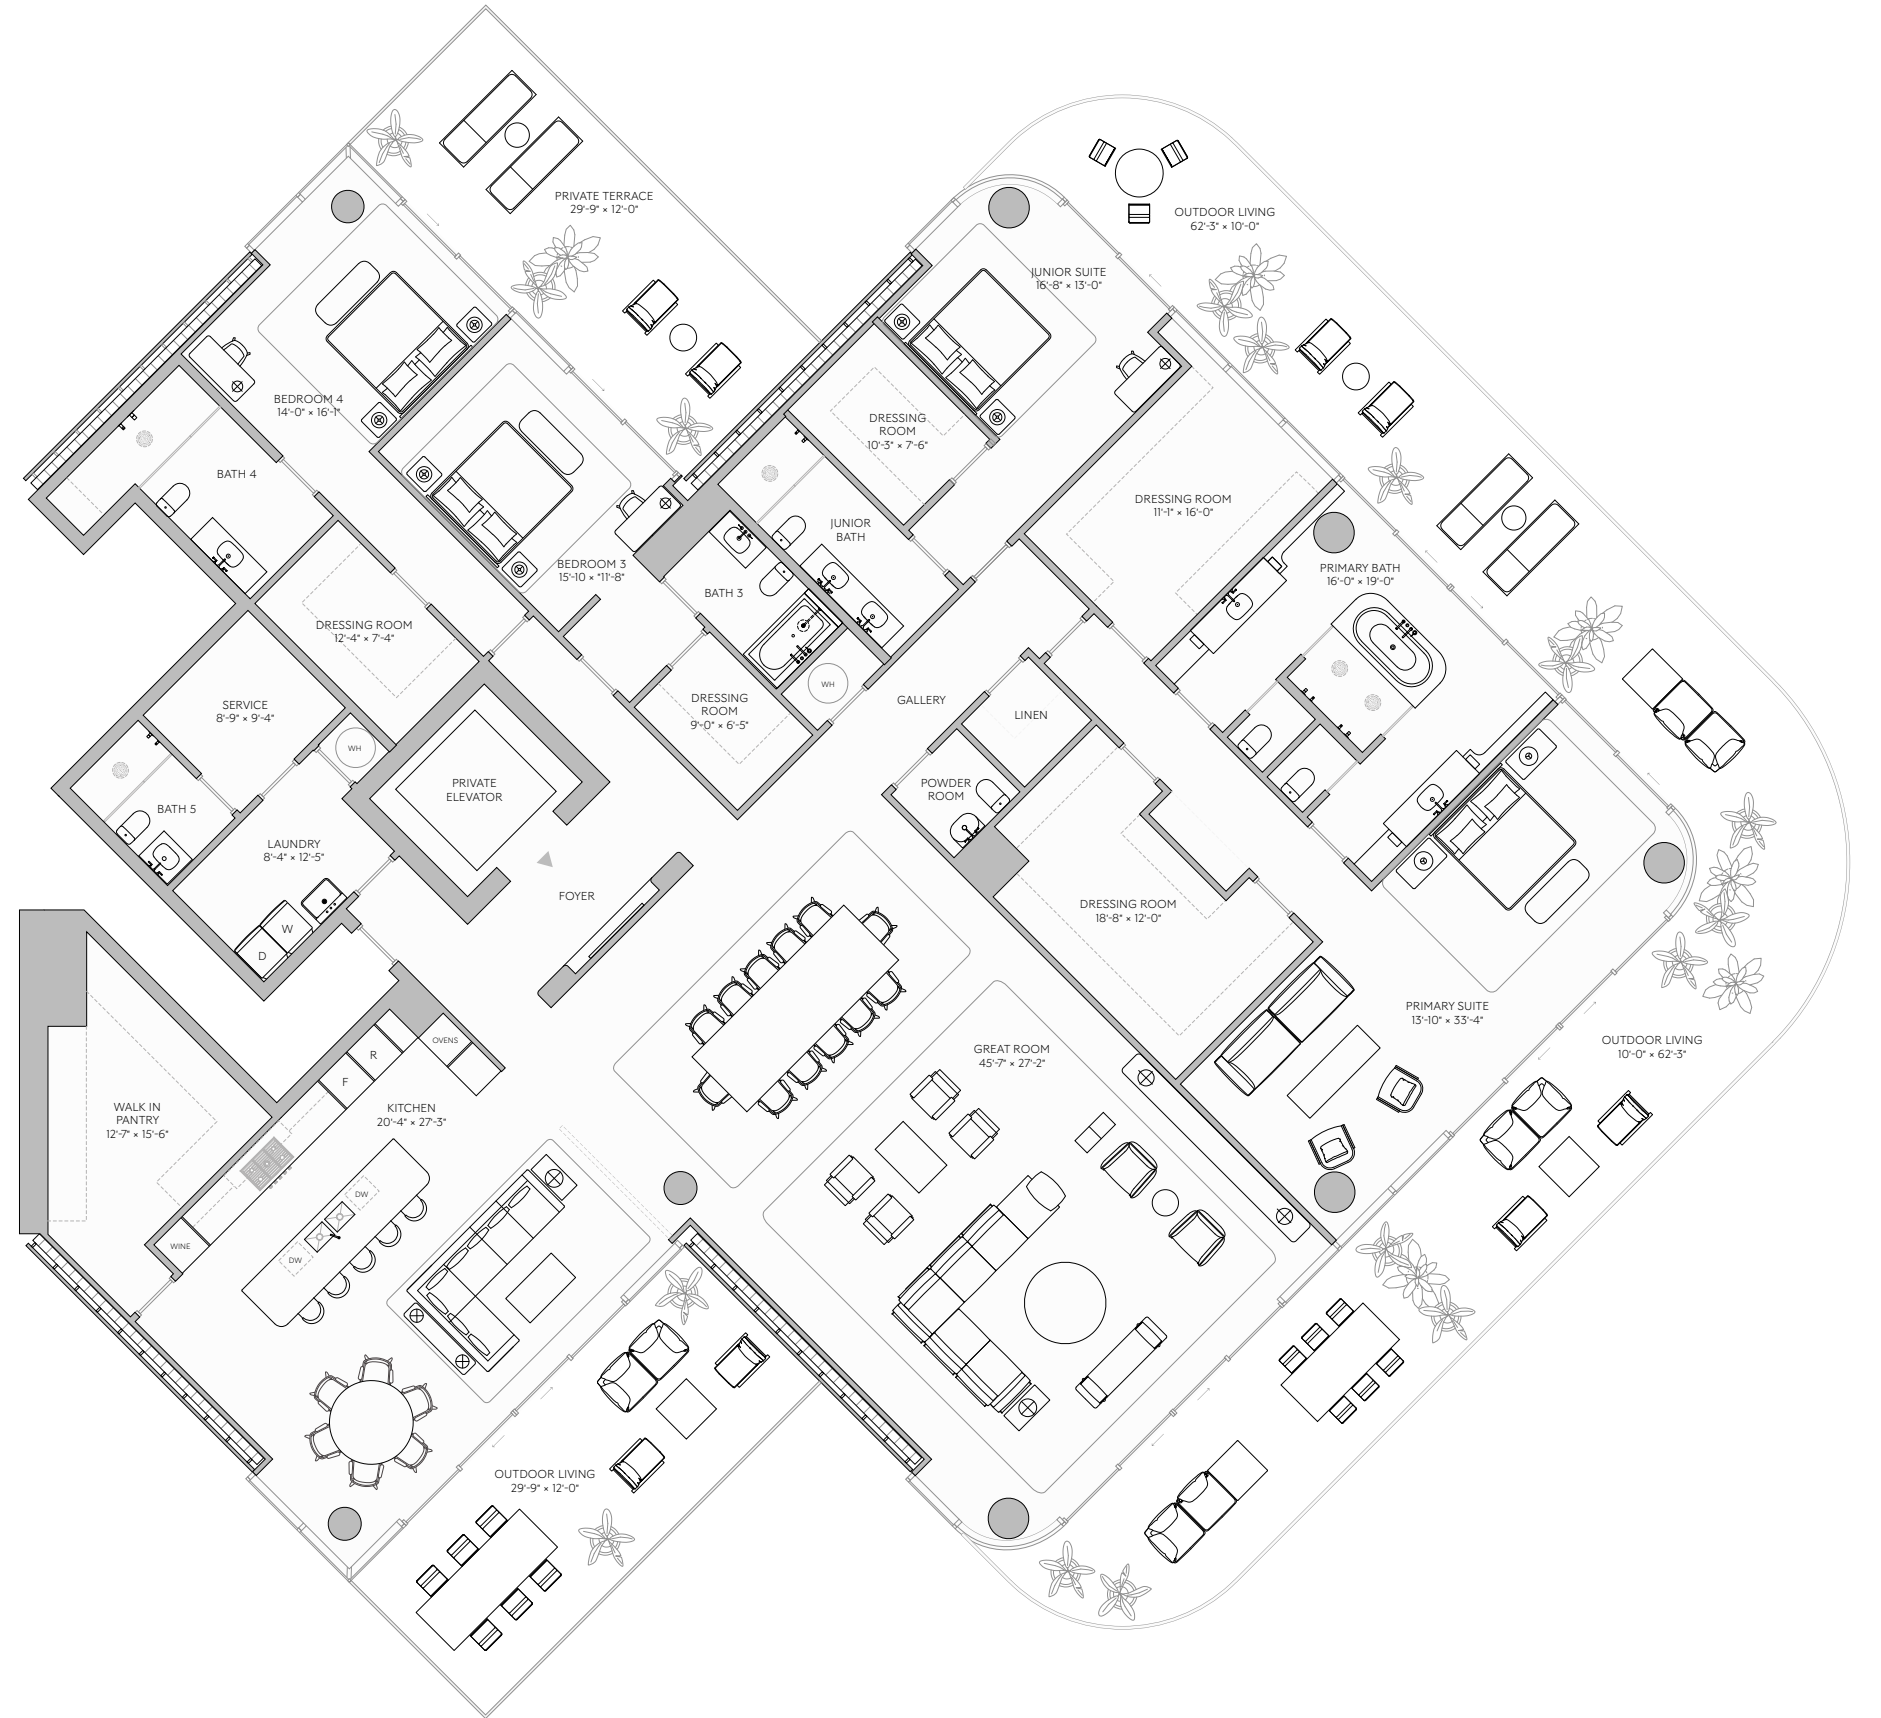 PRIVATE TERRACE
29'-9" × 12'-0"
OUTDOOR LIVING
62'-3" × 10'-0"
JUNIOR SUITE
16'-8" × 13'-0"
BEDROOM 4
14'-0" × 16'-1"
DRESSING
ROOM
10'-3" × 7'-6"
BATH 4
DRESSING ROOM
11'-1" × 16'-0"
JUNIOR
BATH
BEDROOM 3
15'-10 × "11'-8"
PRIMARY BATH
16'-0" × 19'-0"
BATH 3
DRESSING ROOM
12'-4" × 7'-4"
WH
DRESSING
ROOM
9'-0" × 6'-5"
GALLERY
LINEN
SERVICE
8'-9" × 9'-4"
WH
PRIVATE
ELEVATOR
POWDER
ROOM
BATH 5
LAUNDRY
8'-4" × 12'-5"
FOYER
DRESSING ROOM
18'-8" × 12'-0"
W
D
PRIMARY SUITE
13'-10" × 33'-4"
OUTDOOR LIVING
10'-0" × 62'-3"
OVENS
R
F
GREAT ROOM
45'-7" × 27'-2"
WALK IN
PANTRY
12'-7" × 15'-6"
KITCHEN
20'-4" × 27'-3"
DW
DW
WINE
OUTDOOR LIVING
29'-9" × 12'-0"